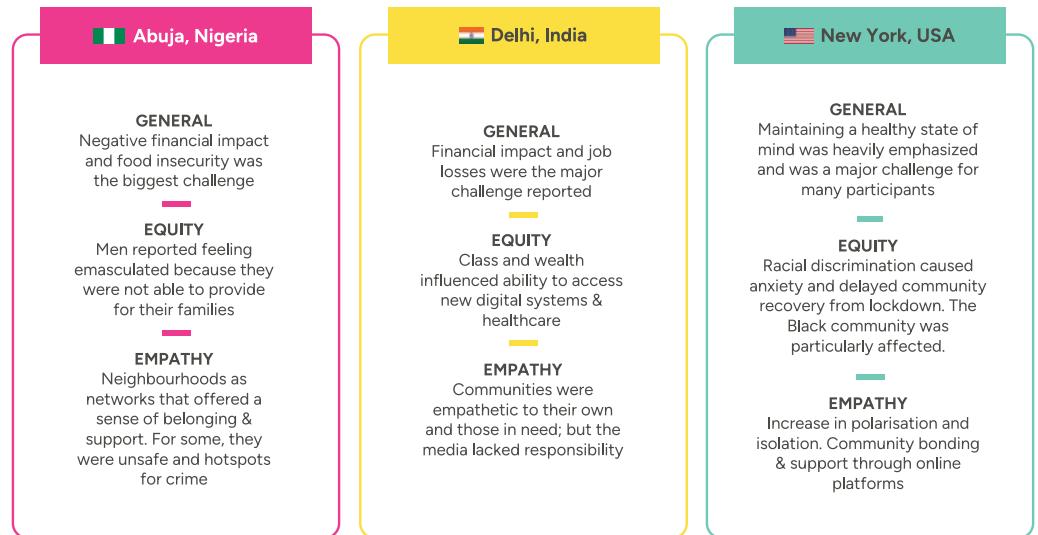 Abuja, Nigeria
GENERAL
Negative financial impact
and food insecurity was
the biggest challenge
EQUITY
Men reported feeling
emasculated because they
were not able to provide
for their families
EMPATHY
Neighbourhoods as
networks that offered a
sense of belonging &
support. For some, they
were unsafe and hotspots
for crime
Delhi, India
GENERAL
Financial impact and job
losses were the major
challenge reported
EQUITY
Class and wealth
influenced ability to access
new digital systems &
healthcare
EMPATHY
Communities were
empathetic to their own
and those in need; but the
media lacked responsibility
New York, USA
GENERAL
Maintaining a healthy state of
mind was heavily emphasized
and was a major challenge for
many participants
EQUITY
Racial discrimination caused
anxiety and delayed community
recovery from lockdown. The
Black community was
particularly affected.
EMPATHY
Increase in polarisation and
isolation. Community bonding
& support through online
platforms